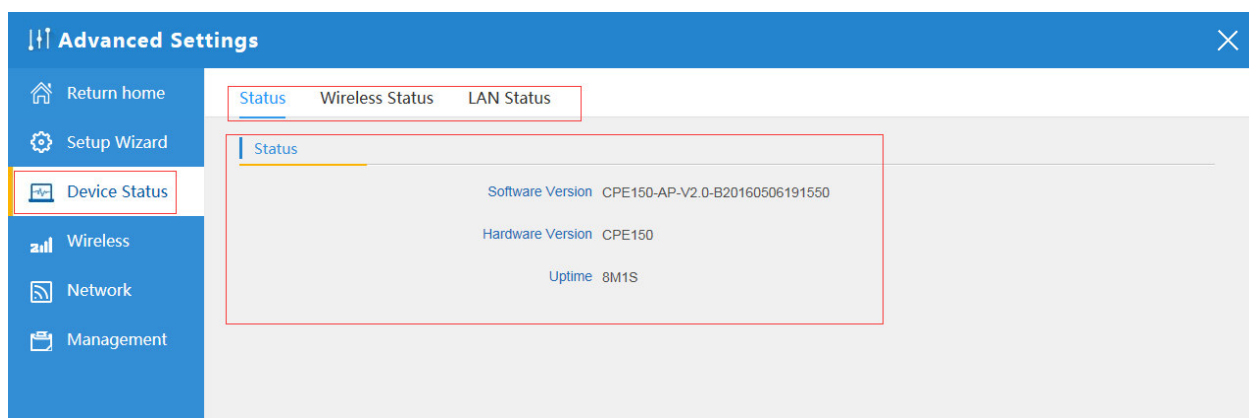 Advanced Settings
Return home
Setup Wizard
Device Status
Wireless
Network
Management
Status Wireless Status LAN Status
Status
Software Version CPE150-AP-V2.0-B20160506191550
Hardware Version CPE150
Uptime 8M1S